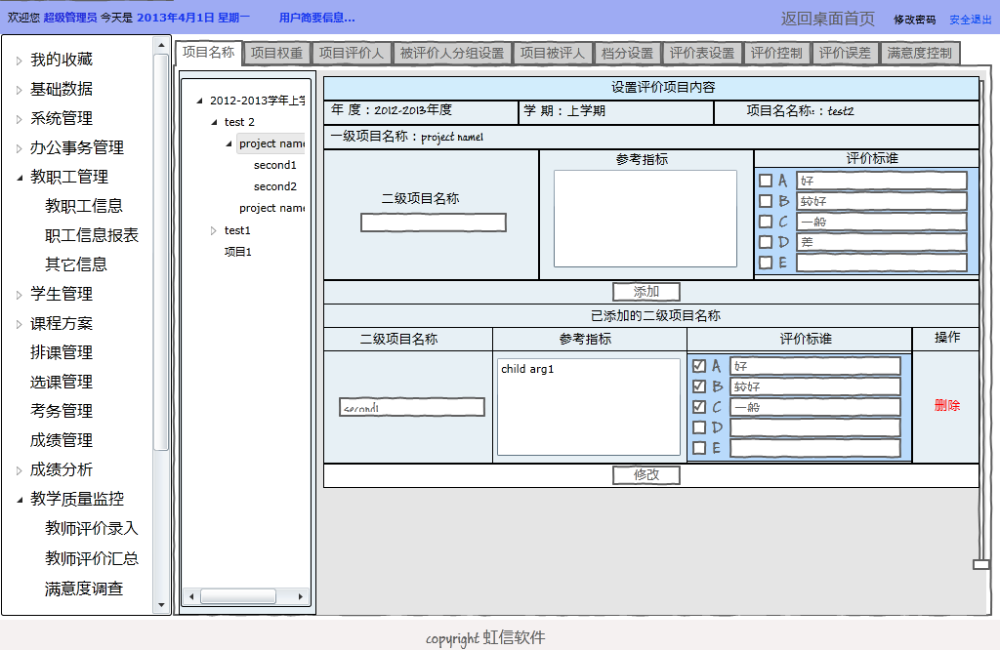 欢迎您 超级管理员 今天是 2013年4月1日 星期一 用户简要信息...
返回桌面首页 修改密码 安全退出
我的收藏
基础数据
系统管理
办公事务管理
教职工管理
教职工信息
职工信息报表
其它信息
学生管理
课程方案
排课管理
选课管理
考务管理
成绩管理
成绩分析
教学质量监控
教师评价录入
教师评价汇总
满意度调查
项目名称 项目权重 项目评价人 被评价人分组设置 项目被评人 档分设置 评价表设置 评价控制 评价误差 满意度控制
2012-2013学年上学
test 2
project name
second1
second2
project name
test1
项目1
设置评价项目内容
年 度：2012-2013年度 学 期：上学期 项目名名称：：test2
一级项目名称：project name1
二级项目名称 参考指标 评价标谁
A 好
B 较好
C 一般
D 差
E
添加
已添加的二级项目名称
二级项目名称 参考指标 评价标谁 操作
second1 child arg1
A 好
B 较好
C 一般
D
E
删除
修改
copyright 虹信软件